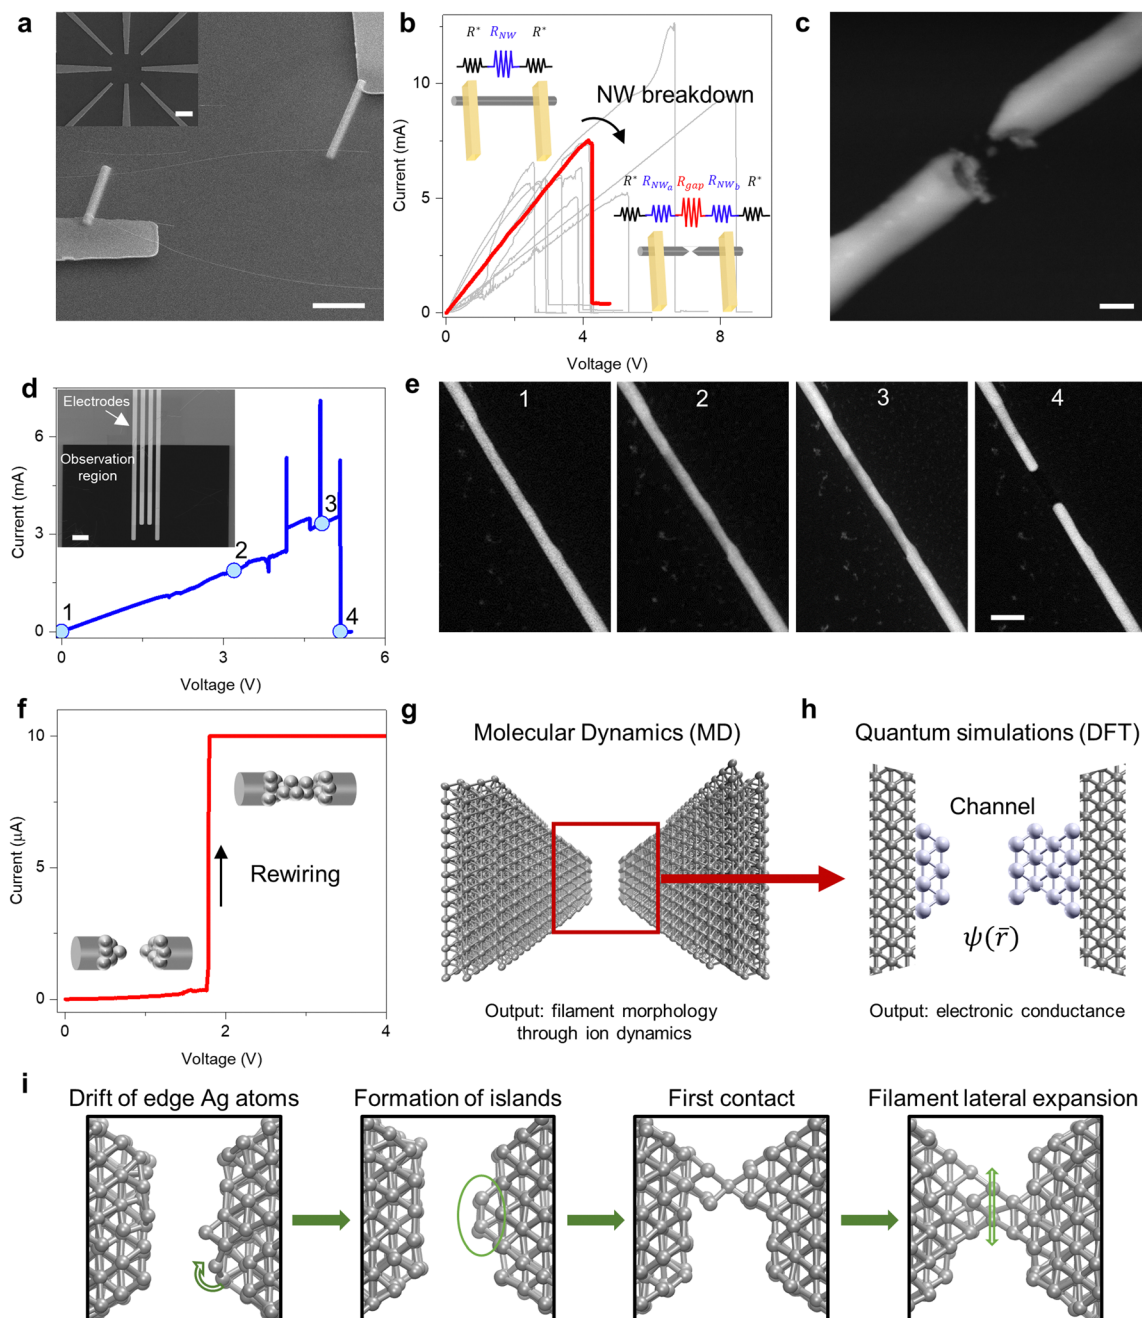 a
b
R* R_NW R*
NW breakdown
R* R_NWa R_gap R_NWb R*
Current (mA)
10
5
0
0 4 8
Voltage (V)
c
d
Electrodes
Observation
region
Current (mA)
6
3
0
1
2
3
4
0 3 6
Voltage (V)
e
1 2 3 4
f
Current (µA)
10
5
0
Rewiring
0 2 4
Voltage (V)
g
Molecular Dynamics (MD)
Output: filament morphology
through ion dynamics
h
Quantum simulations (DFT)
Channel
ψ(r̄)
Output: electronic conductance
i
Drift of edge Ag atoms
Formation of islands
First contact
Filament lateral expansion